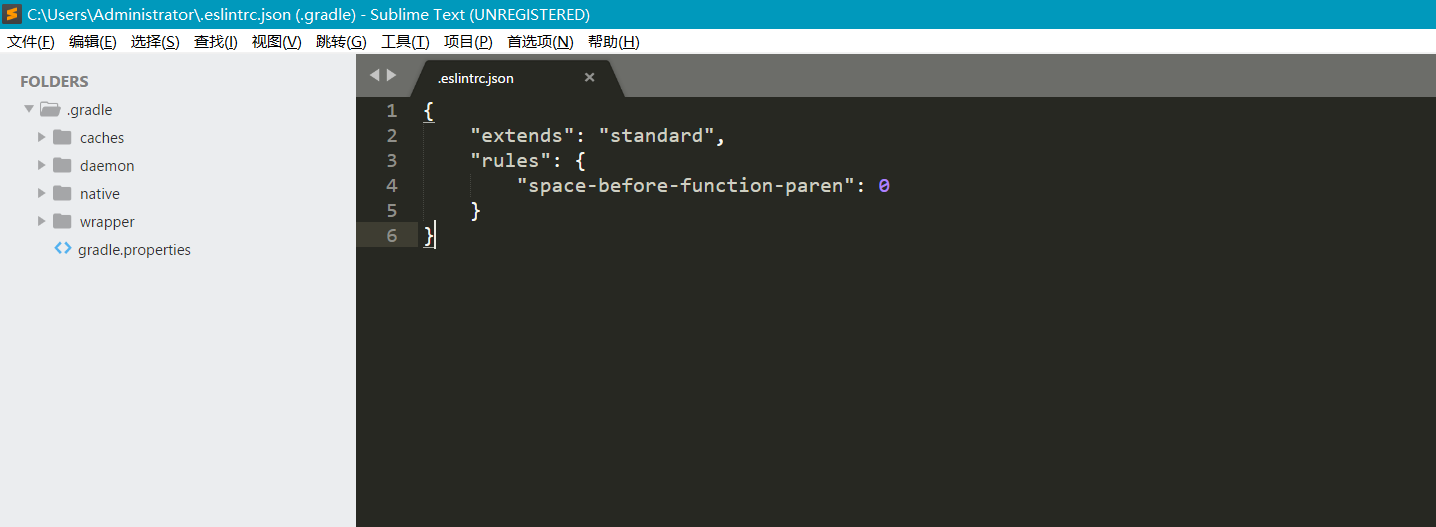 C:\Users\Administrator\.eslintrc.json (.gradle) - Sublime Text (UNREGISTERED)
文件(F) 编辑(E) 选择(S) 查找(I) 视图(V) 跳转(G) 工具(T) 项目(P) 首选项(N) 帮助(H)
FOLDERS
.gradle
caches
daemon
native
wrapper
gradle.properties
.eslintrc.json
1 {
2     "extends": "standard",
3     "rules": {
4         "space-before-function-paren": 0
5     }
6 }